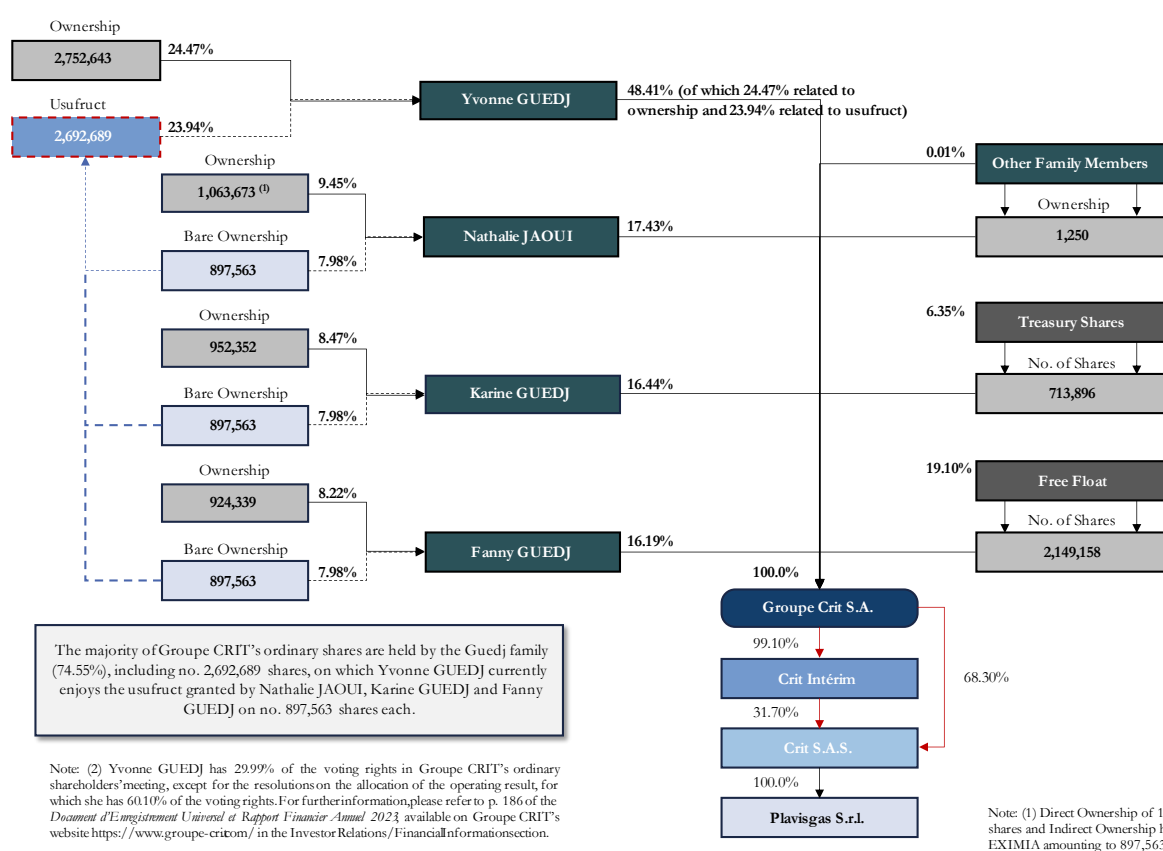 Ownership
2,752,643
24.47%
Usufruct
2,692,689
23.94%
Yvonne GUEDJ
48.41% (of which 24.47% related to
ownership and 23.94% related to usufruct)
Ownership
1,063,673 (1)
9.45%
Bare Ownership
897,563
7.98%
Nathalie JAOUI
17.43%
0.01%
Other Family Members
Ownership
1,250
Ownership
952,352
8.47%
Bare Ownership
897,563
7.98%
Karine GUEDJ
16.44%
6.35%
Treasury Shares
No. of Shares
713,896
Ownership
924,339
8.22%
Bare Ownership
897,563
7.98%
Fanny GUEDJ
16.19%
19.10%
Free Float
No. of Shares
2,149,158
100.0%
Groupe Crit S.A.
99.10%
Crit Intérim
68.30%
31.70%
Crit S.A.S.
100.0%
Plavisgas S.r.l.
The majority of Groupe CRIT's ordinary shares are held by the Guedj family
(74.55%), including no. 2,692,689 shares, on which Yvonne GUEDJ currently
enjoys the usufruct granted by Nathalie JAOUI, Karine GUEDJ and Fanny
GUEDJ on no. 897,563 shares each.
Note: (2) Yvonne GUEDJ has 29.99% of the voting rights in Groupe CRIT's ordinary
shareholders' meeting, except for the resolutions on the allocation of the operating result, for
which she has 60.10% of the voting rights. For further information, please refer to p. 186 of the
Document d'Enregistrement Universel et Rapport Financier Annuel 2023, available on Groupe CRIT's
website https://www.groupe-crit.com/ in the Investor Relations/Financial Information section.
Note: (1) Direct Ownership of 1
shares and Indirect Ownership
EXIMIA amounting to 897,563